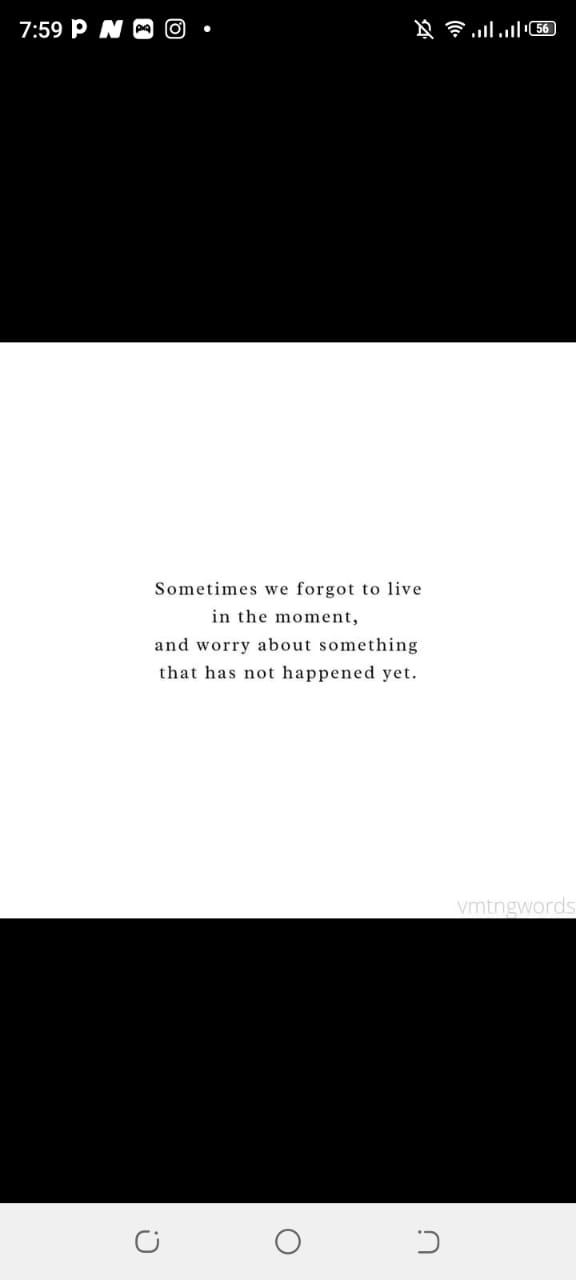 7:59
56
Sometimes we forgot to live
in the moment,
and worry about something
that has not happened yet.
vmtngwords